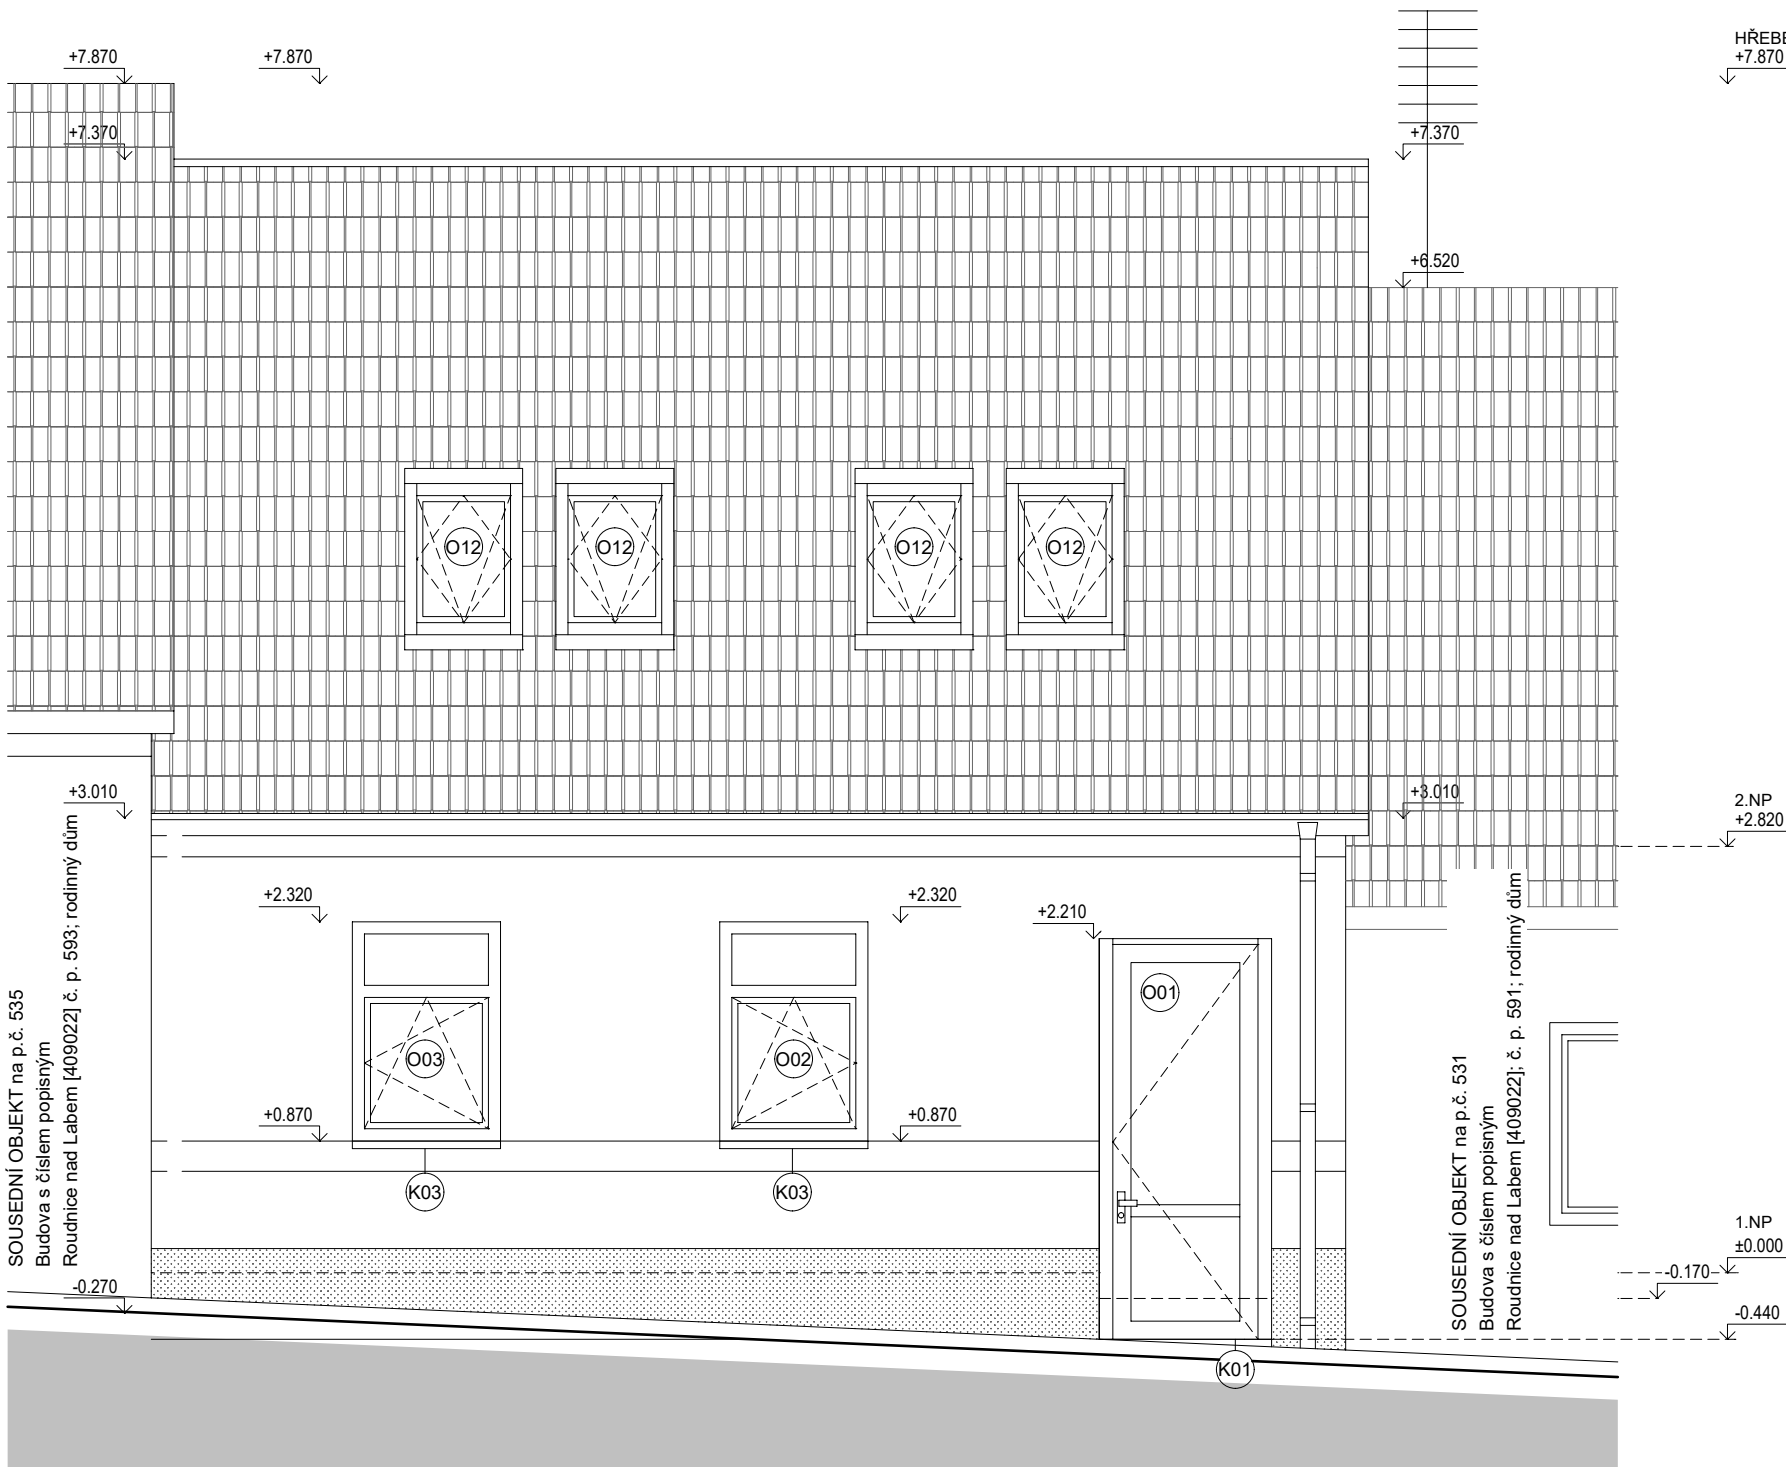 +7.870
+7.870
+7.370
+7.370
+7.870
+6.520
O12
O12
O12
O12
+3.010
+3.010
2.NP
+2.820
+2.320
+2.320
+2.210
O01
O03
O02
+0.870
+0.870
K03
K03
SOUSEDNÍ OBJEKT na p.č. 535
Budova s číslem popisným
Roudnice nad Labem [409022] č. p. 593; rodinný dům
SOUSEDNÍ OBJEKT na p.č. 531
Budova s číslem popisným
Roudnice nad Labem [409022]; č. p. 591; rodinný dům
1.NP
±0.000
-0.170
-0.270
-0.440
K01